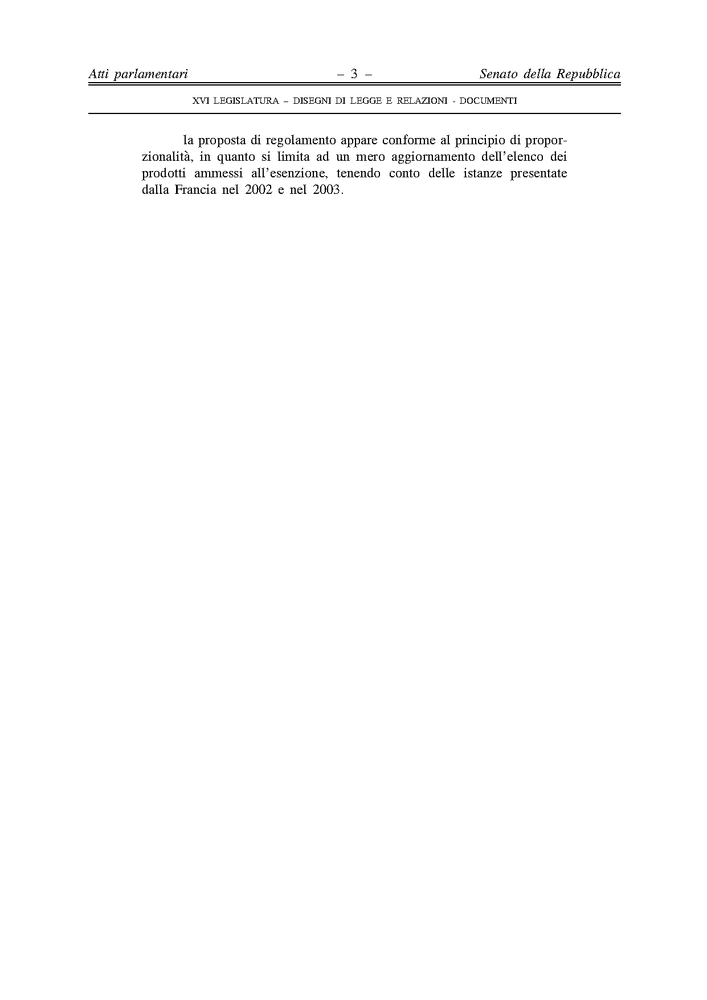 Atti parlamentari – 3 – Senato della Repubblica
XVI LEGISLATURA – DISEGNI DI LEGGE E RELAZIONI - DOCUMENTI
la proposta di regolamento appare conforme al principio di propor-
zionalità, in quanto si limita ad un mero aggiornamento dell’elenco dei
prodotti ammessi all’esenzione, tenendo conto delle istanze presentate
dalla Francia nel 2002 e nel 2003.